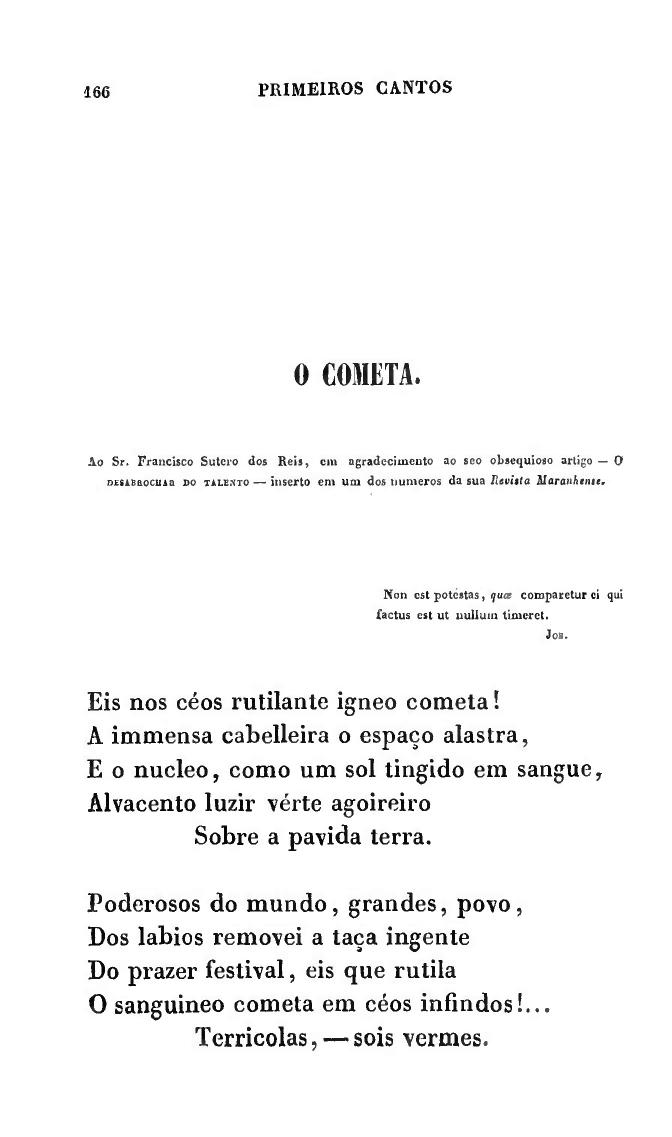 166 PRIMEIROS CANTOS
O COMETA.
Ao Sr. Francisco Sutero dos Reis, em agradecimento ao seo obsequioso artigo — O
DESABROCHAR DO TALENTO — inserto em um dos numeros da sua Revista Maranhense.
Non est potestas, quæ comparetur ei qui
factus est ut nullum timeret.
JOB.
Eis nos céos rutilante igneo cometa!
A immensa cabelleira o espaço alastra,
E o nucleo, como um sol tingido em sangue,
Alvacento luzir vérte agoireiro
Sobre a pavida terra.
Poderosos do mundo, grandes, povo,
Dos labios removei a taça ingente
Do prazer festival, eis que rutila
O sanguineo cometa em céos infindos!...
Terricolas, — sois vermes.